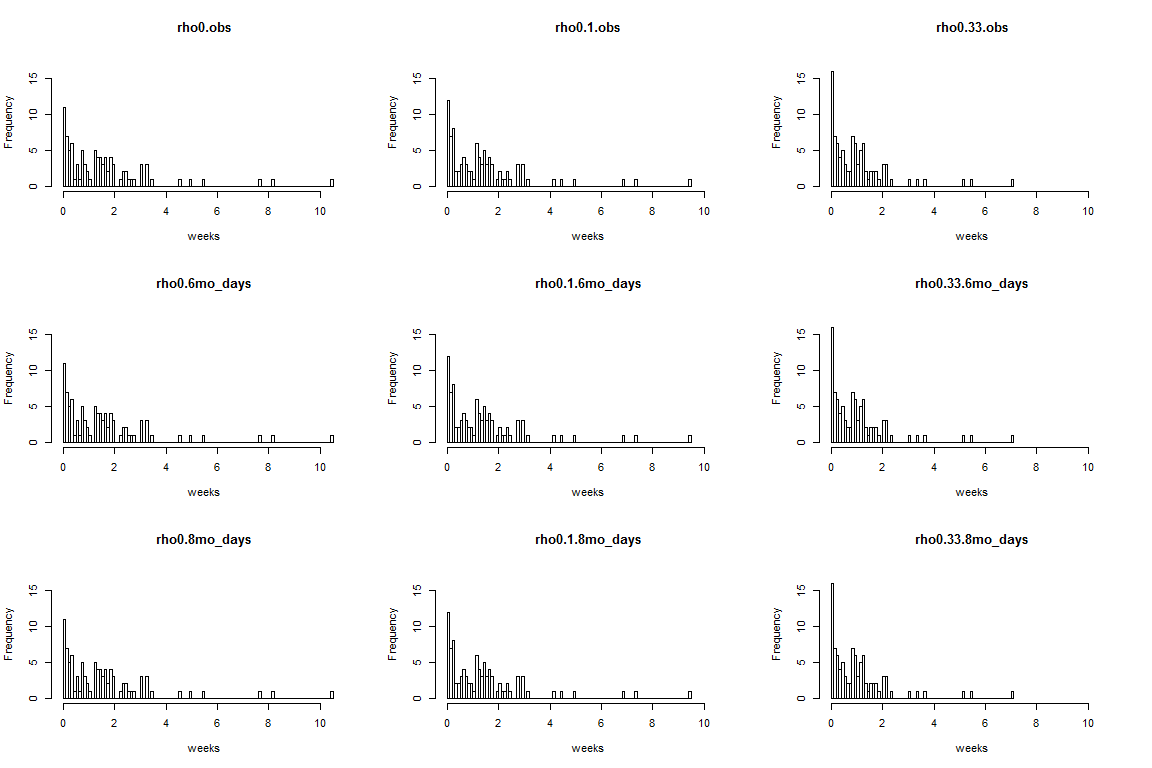 rho0.obs
Frequency
0 5 10 15
0 2 4 6 8 10
weeks
rho0.1.obs
Frequency
0 5 10 15
0 2 4 6 8 10
weeks
rho0.33.obs
Frequency
0 5 10 15
0 2 4 6 8 10
weeks
rho0.6mo_days
Frequency
0 5 10 15
0 2 4 6 8 10
weeks
rho0.1.6mo_days
Frequency
0 5 10 15
0 2 4 6 8 10
weeks
rho0.33.6mo_days
Frequency
0 5 10 15
0 2 4 6 8 10
weeks
rho0.8mo_days
Frequency
0 5 10 15
0 2 4 6 8 10
weeks
rho0.1.8mo_days
Frequency
0 5 10 15
0 2 4 6 8 10
weeks
rho0.33.8mo_days
Frequency
0 5 10 15
0 2 4 6 8 10
weeks